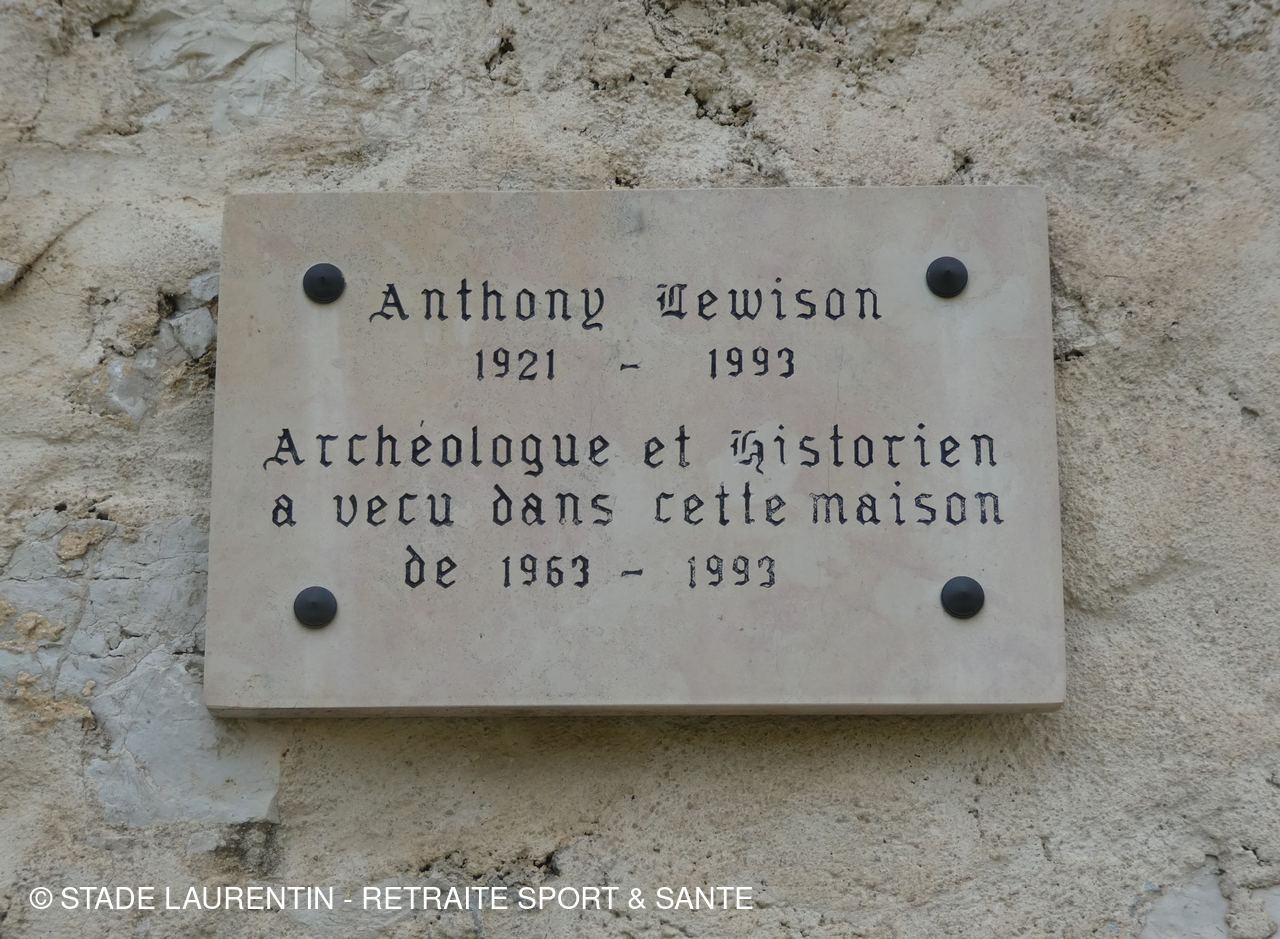 Anthony Lewison
1921 - 1993
Archéologue et Historien
a vecu dans cette maison
de 1963 - 1993
© STADE LAURENTIN - RETRAITE SPORT & SANTE